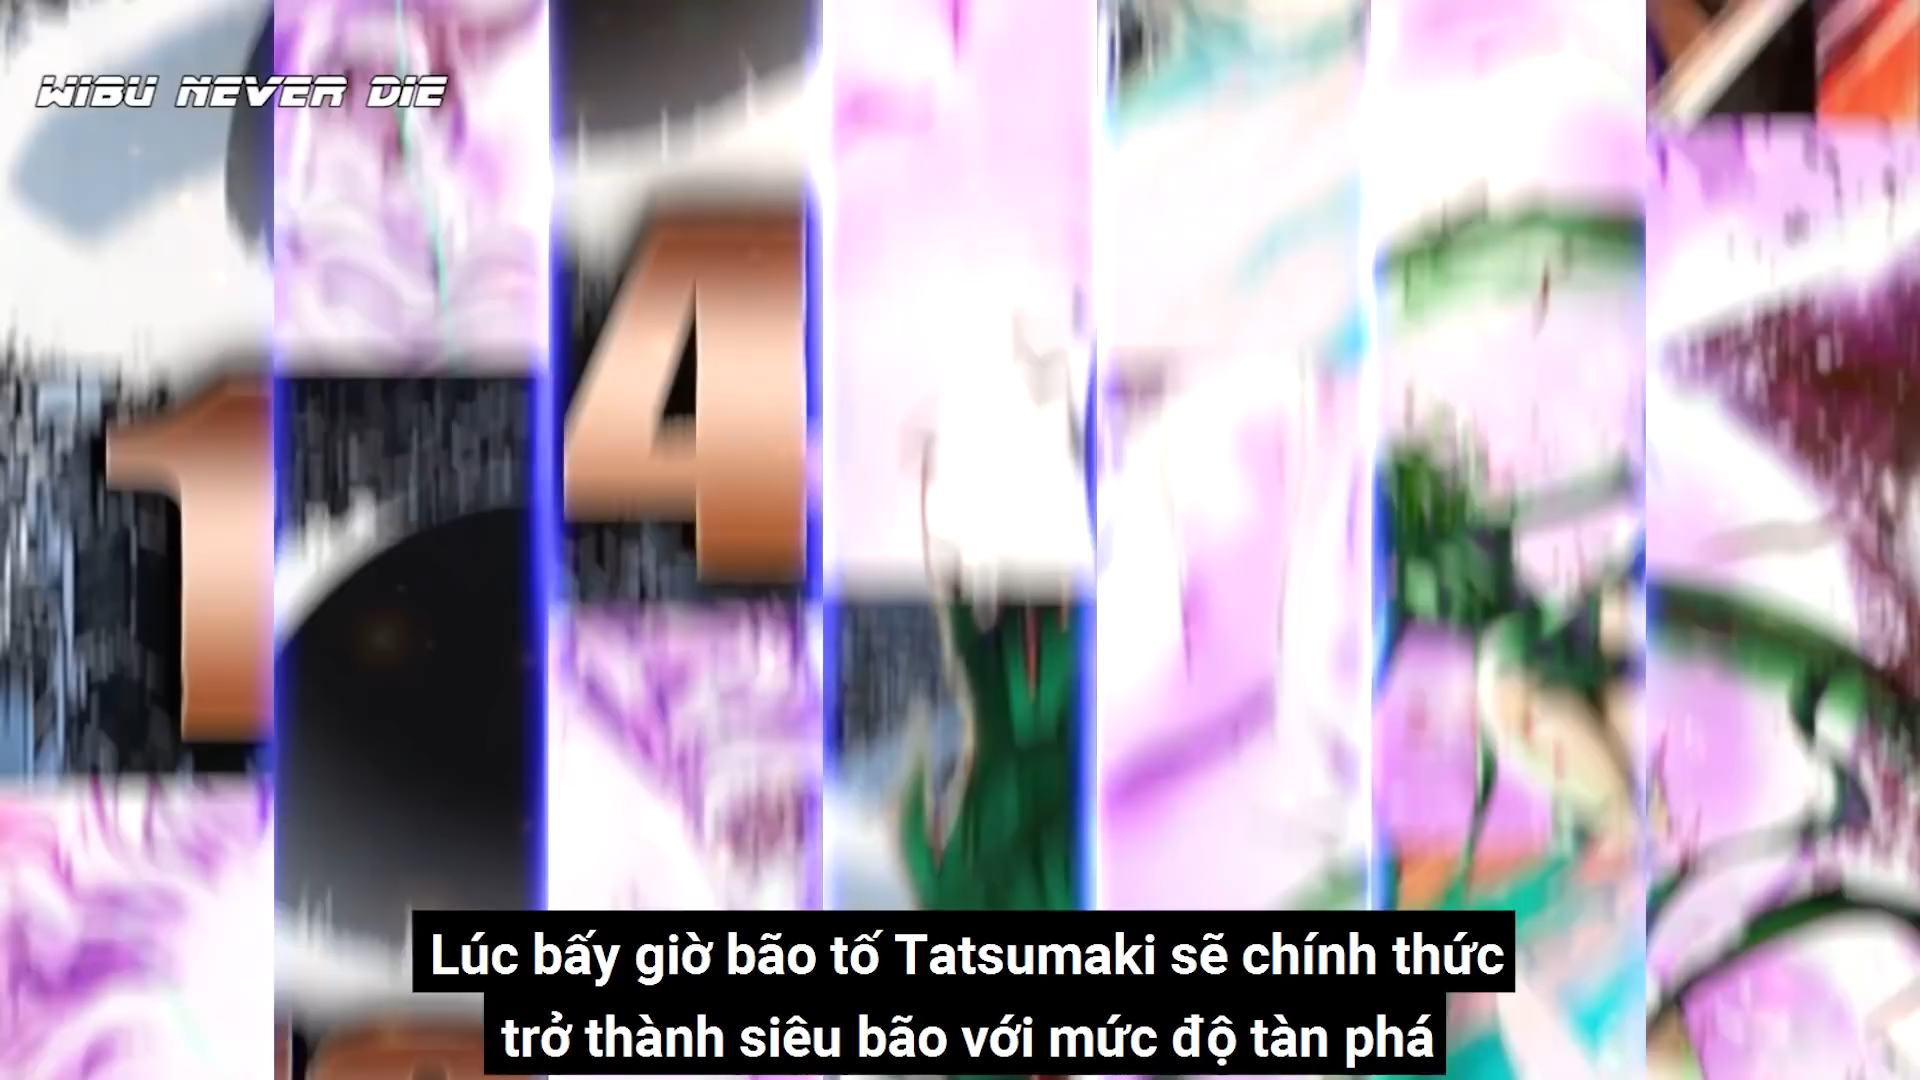 WIBU NEVER DIE
1
4
Lúc bấy giờ bão tố Tatsumaki sẽ chính thức
trở thành siêu bão với mức độ tàn phá